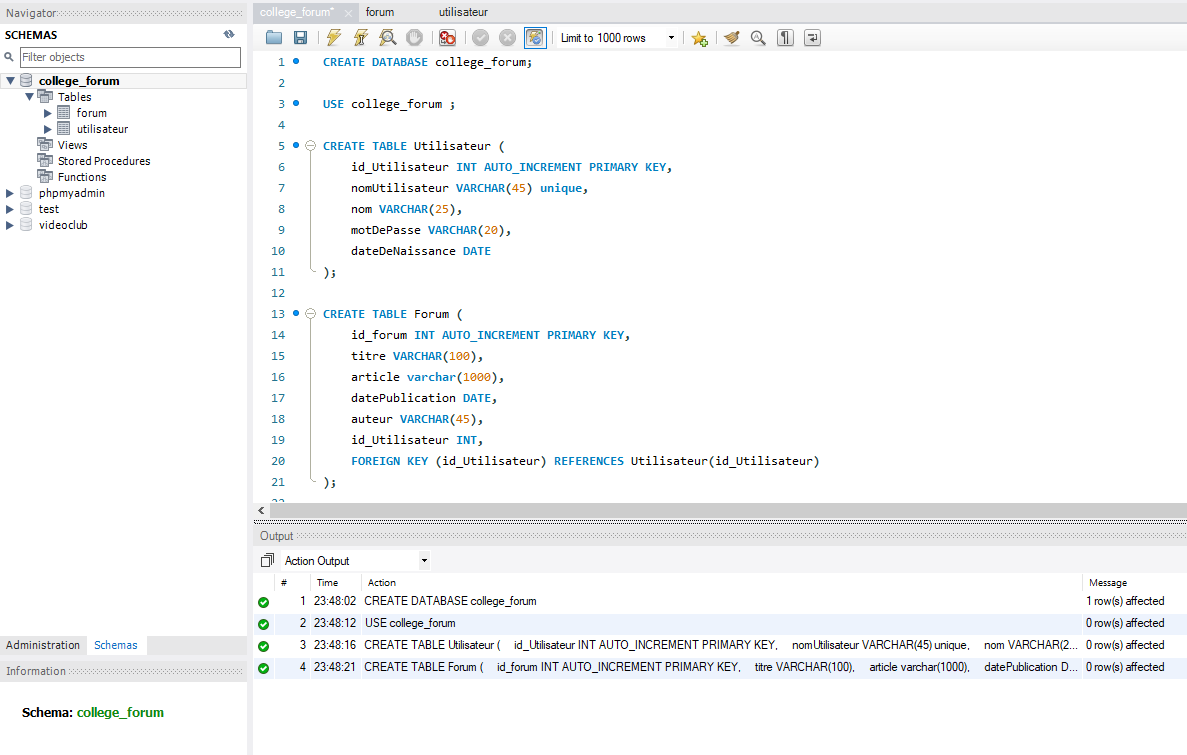 Navigator
SCHEMAS
Filter objects
college_forum
Tables
forum
utilisateur
Views
Stored Procedures
Functions
phpmyadmin
test
videoclub
Administration Schemas
Information
Schema: college_forum
college_forum* forum utilisateur
Limit to 1000 rows
1 CREATE DATABASE college_forum;
2
3 USE college_forum ;
4
5 CREATE TABLE Utilisateur (
6 id_Utilisateur INT AUTO_INCREMENT PRIMARY KEY,
7 nomUtilisateur VARCHAR(45) unique,
8 nom VARCHAR(25),
9 motDePasse VARCHAR(20),
10 dateDeNaissance DATE
11 );
12
13 CREATE TABLE Forum (
14 id_forum INT AUTO_INCREMENT PRIMARY KEY,
15 titre VARCHAR(100),
16 article varchar(1000),
17 datePublication DATE,
18 auteur VARCHAR(45),
19 id_Utilisateur INT,
20 FOREIGN KEY (id_Utilisateur) REFERENCES Utilisateur(id_Utilisateur)
21 );
Output
Action Output
# Time Action Message
1 23:48:02 CREATE DATABASE college_forum 1 row(s) affected
2 23:48:12 USE college_forum 0 row(s) affected
3 23:48:16 CREATE TABLE Utilisateur ( id_Utilisateur INT AUTO_INCREMENT PRIMARY KEY, nomUtilisateur VARCHAR(45) unique, nom VARCHAR(2... 0 row(s) affected
4 23:48:21 CREATE TABLE Forum ( id_forum INT AUTO_INCREMENT PRIMARY KEY, titre VARCHAR(100), article varchar(1000), datePublication D... 0 row(s) affected